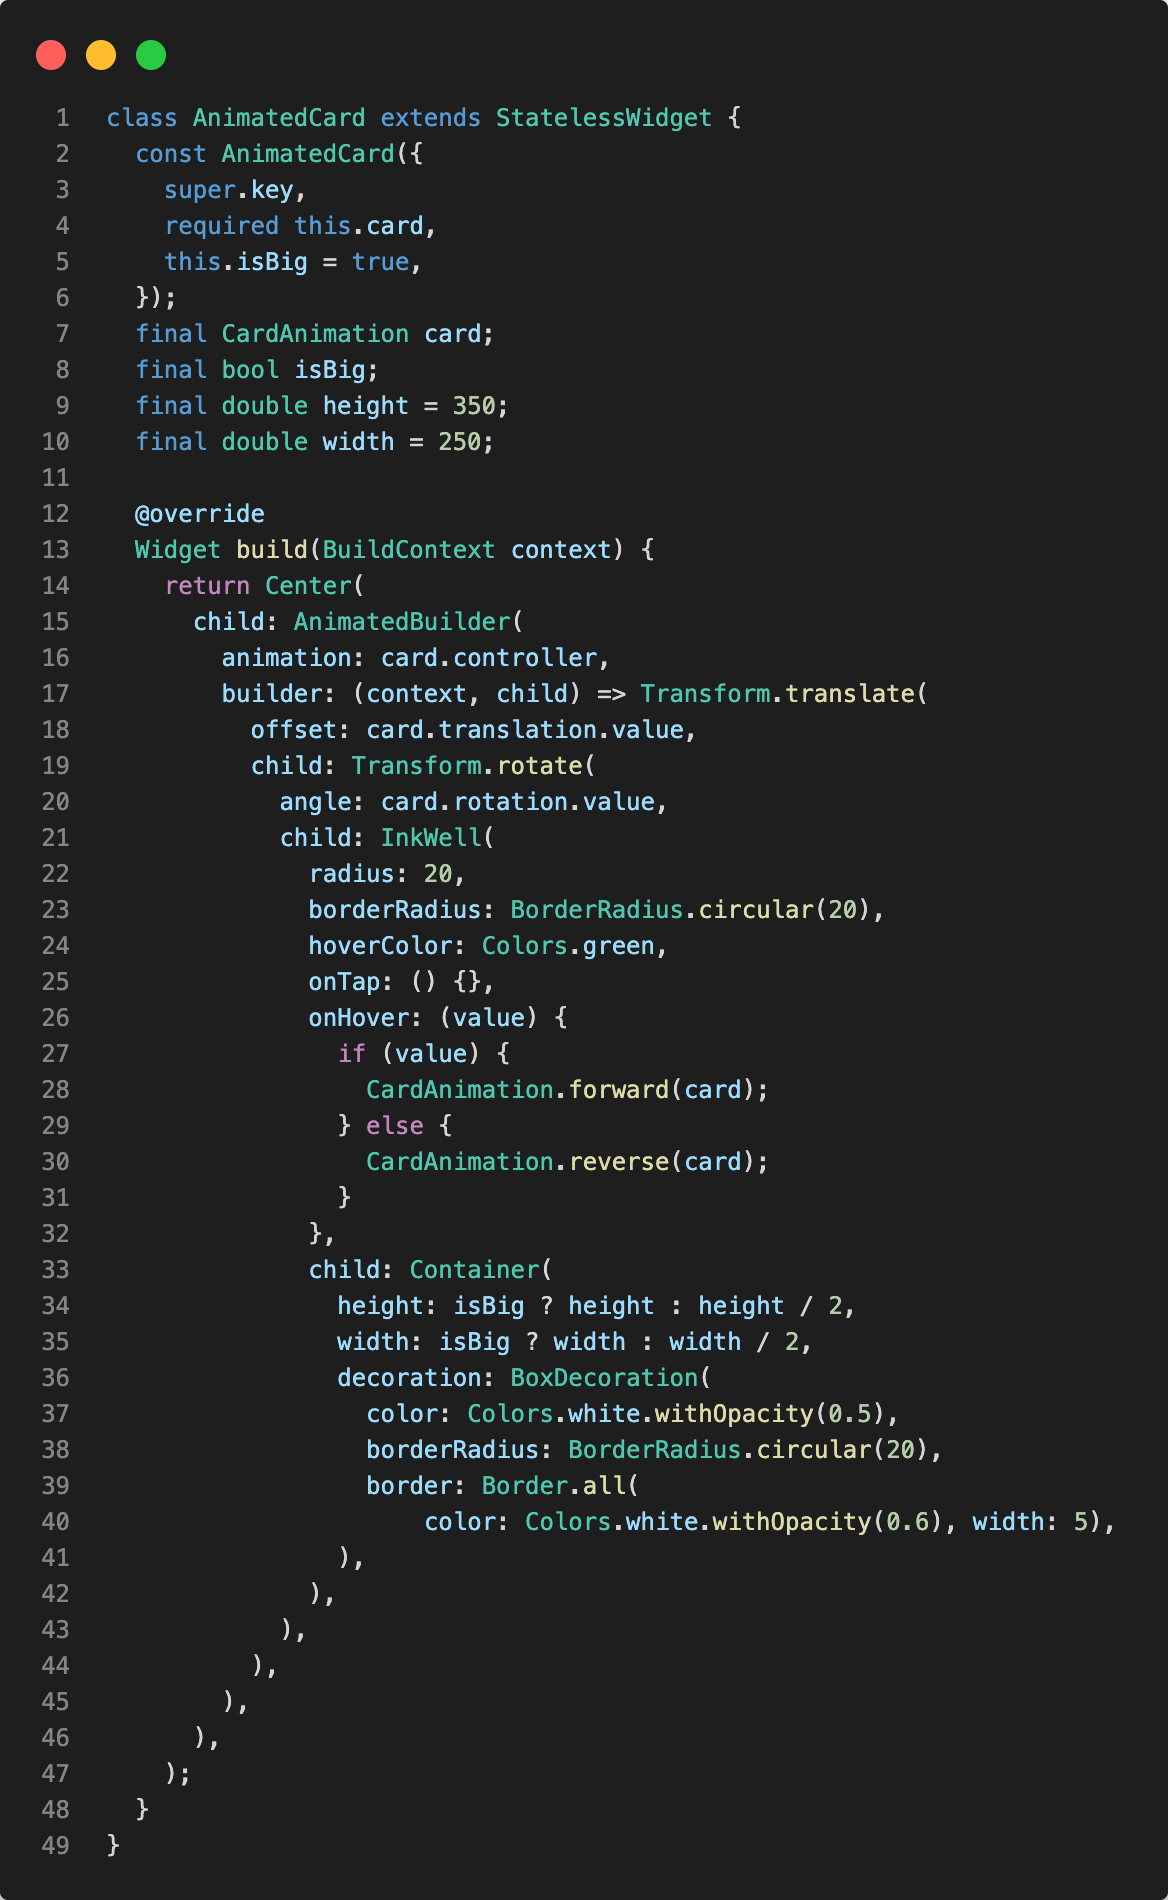 1 class AnimatedCard extends StatelessWidget {
2   const AnimatedCard({
3     super.key,
4     required this.card,
5     this.isBig = true,
6   });
7   final CardAnimation card;
8   final bool isBig;
9   final double height = 350;
10   final double width = 250;
11
12   @override
13   Widget build(BuildContext context) {
14     return Center(
15       child: AnimatedBuilder(
16         animation: card.controller,
17         builder: (context, child) => Transform.translate(
18           offset: card.translation.value,
19           child: Transform.rotate(
20             angle: card.rotation.value,
21             child: InkWell(
22               radius: 20,
23               borderRadius: BorderRadius.circular(20),
24               hoverColor: Colors.green,
25               onTap: () {},
26               onHover: (value) {
27                 if (value) {
28                   CardAnimation.forward(card);
29                 } else {
30                   CardAnimation.reverse(card);
31                 }
32               },
33               child: Container(
34                 height: isBig ? height : height / 2,
35                 width: isBig ? width : width / 2,
36                 decoration: BoxDecoration(
37                   color: Colors.white.withOpacity(0.5),
38                   borderRadius: BorderRadius.circular(20),
39                   border: Border.all(
40                       color: Colors.white.withOpacity(0.6), width: 5),
41                 ),
42               ),
43             ),
44           ),
45         ),
46       ),
47     );
48   }
49 }